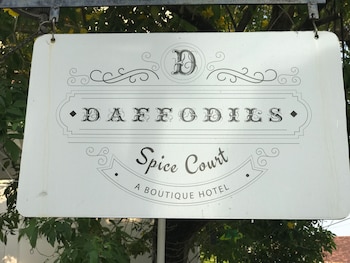 D
DAFFODILS
Spice Court
A BOUTIQUE HOTEL